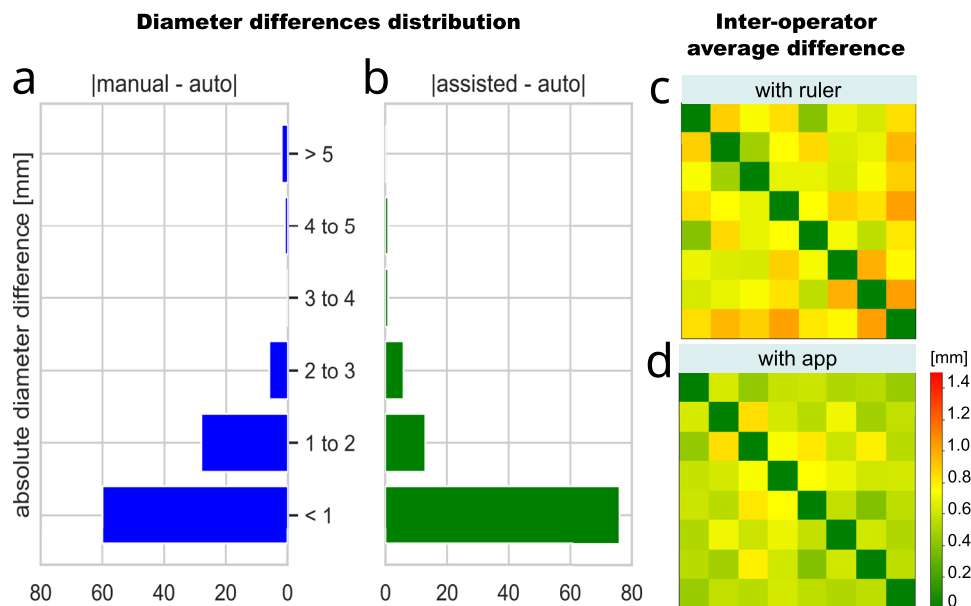 Diameter differences distribution
Inter-operator
average difference
a
|manual - auto|
b
|assisted - auto|
c
with ruler
absolute diameter difference [mm]
> 5
4 to 5
3 to 4
2 to 3
1 to 2
< 1
80 60 40 20 0
0 20 40 60 80
d
with app
[mm]
1.4
1.2
1.0
0.8
0.6
0.4
0.2
0